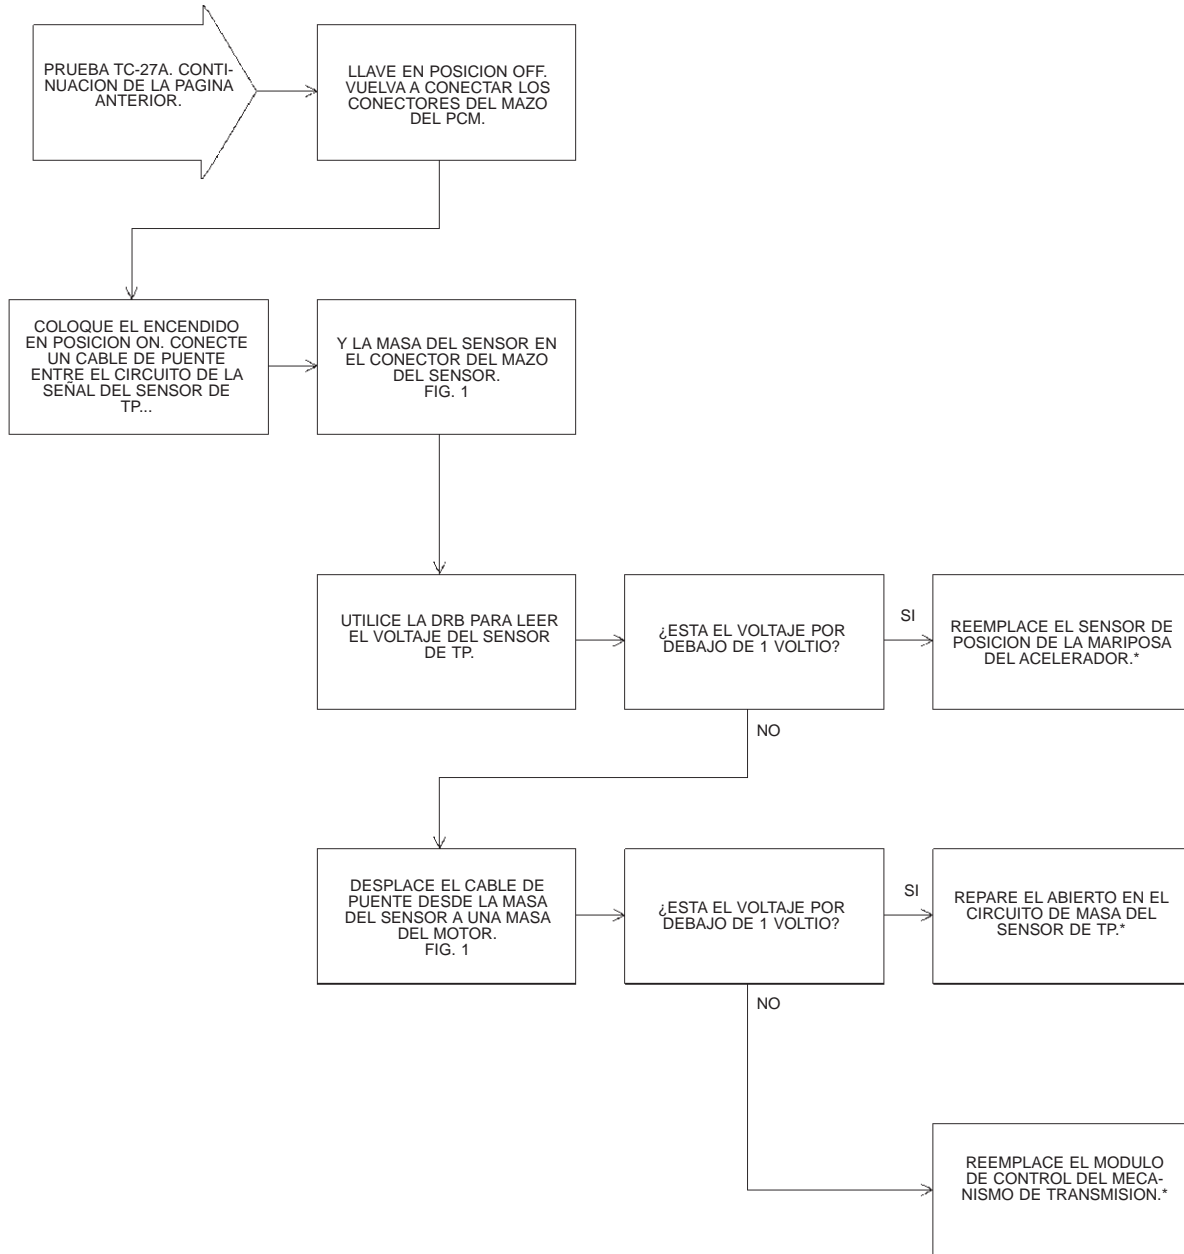 PRUEBA TC-27A. CONTI-
NUACION DE LA PAGINA
ANTERIOR.
LLAVE EN POSICION OFF.
VUELVA A CONECTAR LOS
CONECTORES DEL MAZO
DEL PCM.
COLOQUE EL ENCENDIDO
EN POSICION ON. CONECTE
UN CABLE DE PUENTE
ENTRE EL CIRCUITO DE LA
SEÑAL DEL SENSOR DE
TP...
Y LA MASA DEL SENSOR EN
EL CONECTOR DEL MAZO
DEL SENSOR.
FIG. 1
UTILICE LA DRB PARA LEER
EL VOLTAJE DEL SENSOR
DE TP.
¿ESTA EL VOLTAJE POR
DEBAJO DE 1 VOLTIO?
SI
REEMPLACE EL SENSOR DE
POSICION DE LA MARIPOSA
DEL ACELERADOR.*
NO
DESPLACE EL CABLE DE
PUENTE DESDE LA MASA
DEL SENSOR A UNA MASA
DEL MOTOR.
FIG. 1
¿ESTA EL VOLTAJE POR
DEBAJO DE 1 VOLTIO?
SI
REPARE EL ABIERTO EN EL
CIRCUITO DE MASA DEL
SENSOR DE TP.*
NO
REEMPLACE EL MODULO
DE CONTROL DEL MECA-
NISMO DE TRANSMISION.*